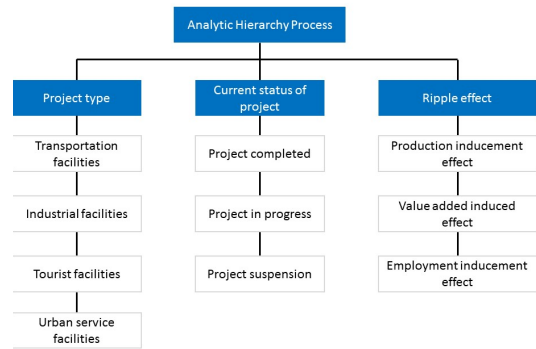 Analytic Hierarchy Process
Project type
Current status of
project
Ripple effect
Transportation
facilities
Project completed
Production inducement
effect
Industrial facilities
Project in progress
Value added induced
effect
Tourist facilities
Project suspension
Employment inducement
effect
Urban service
facilities